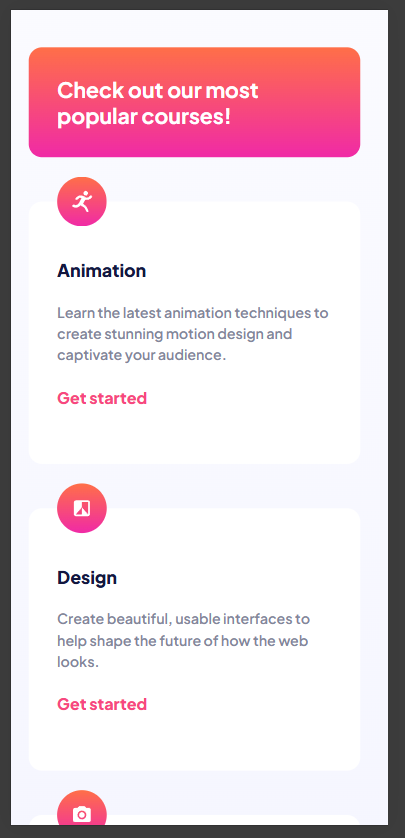 Check out our most
popular courses!
Animation
Learn the latest animation techniques to
create stunning motion design and
captivate your audience.
Get started
Design
Create beautiful, usable interfaces to
help shape the future of how the web
looks.
Get started